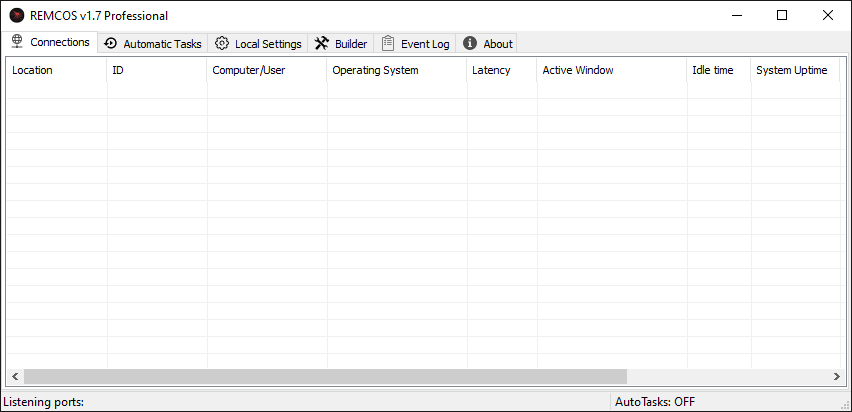 REMCOS v1.7 Professional
Connections Automatic Tasks Local Settings Builder Event Log About
Location ID Computer/User Operating System Latency Active Window Idle time System Uptime
Listening ports: AutoTasks: OFF